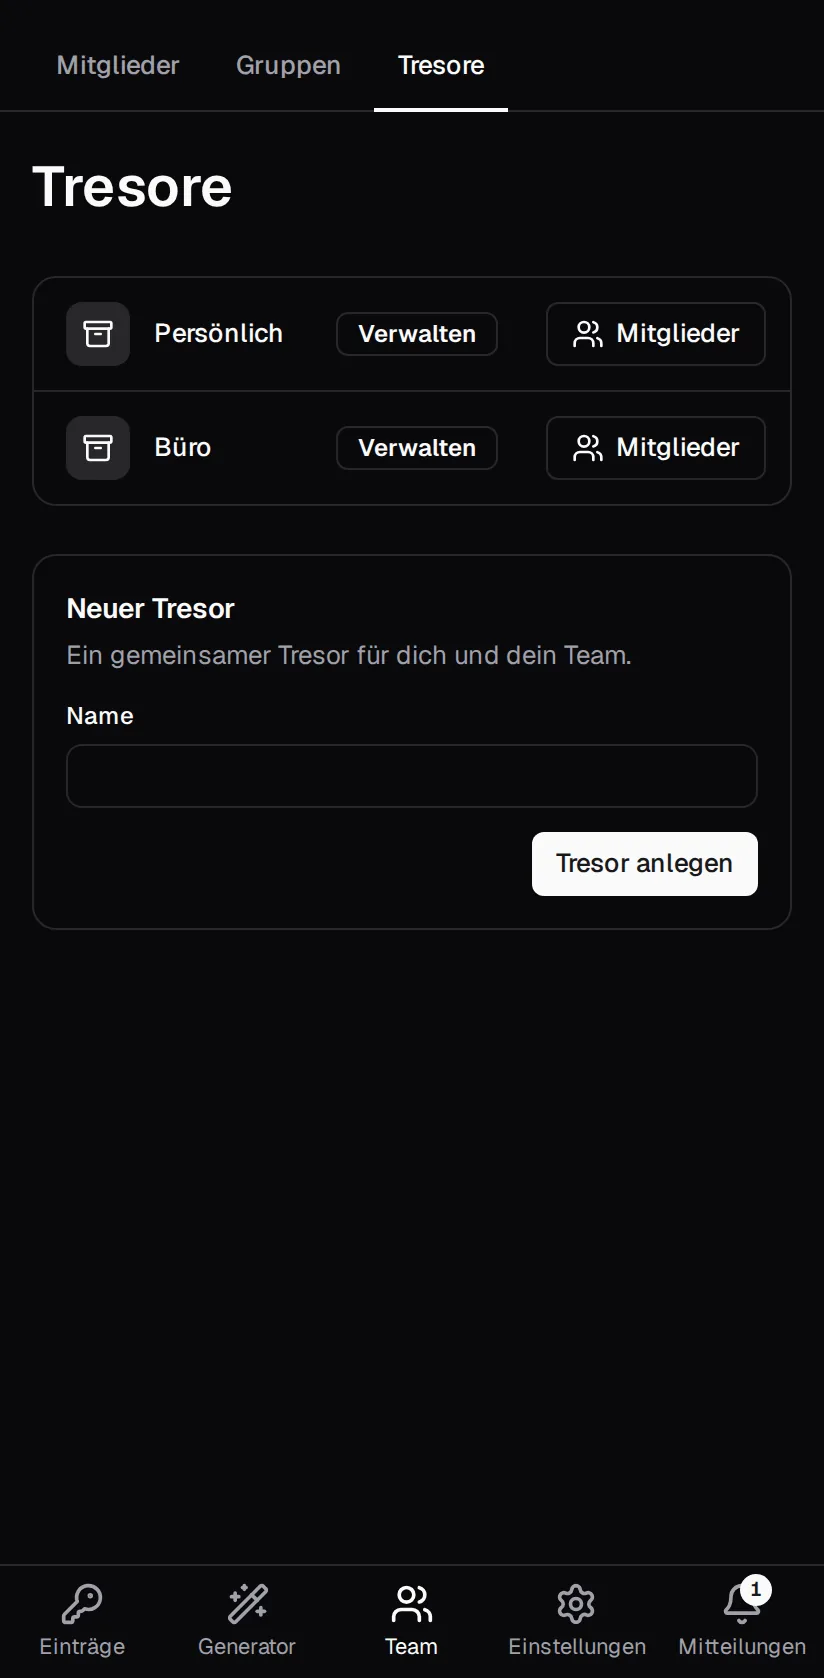 Mitglieder Gruppen Tresore
Tresore
Persönlich Verwalten Mitglieder
Büro Verwalten Mitglieder
Neuer Tresor
Ein gemeinsamer Tresor für dich und dein Team.
Name
Tresor anlegen
1
Einträge Generator Team Einstellungen Mitteilungen